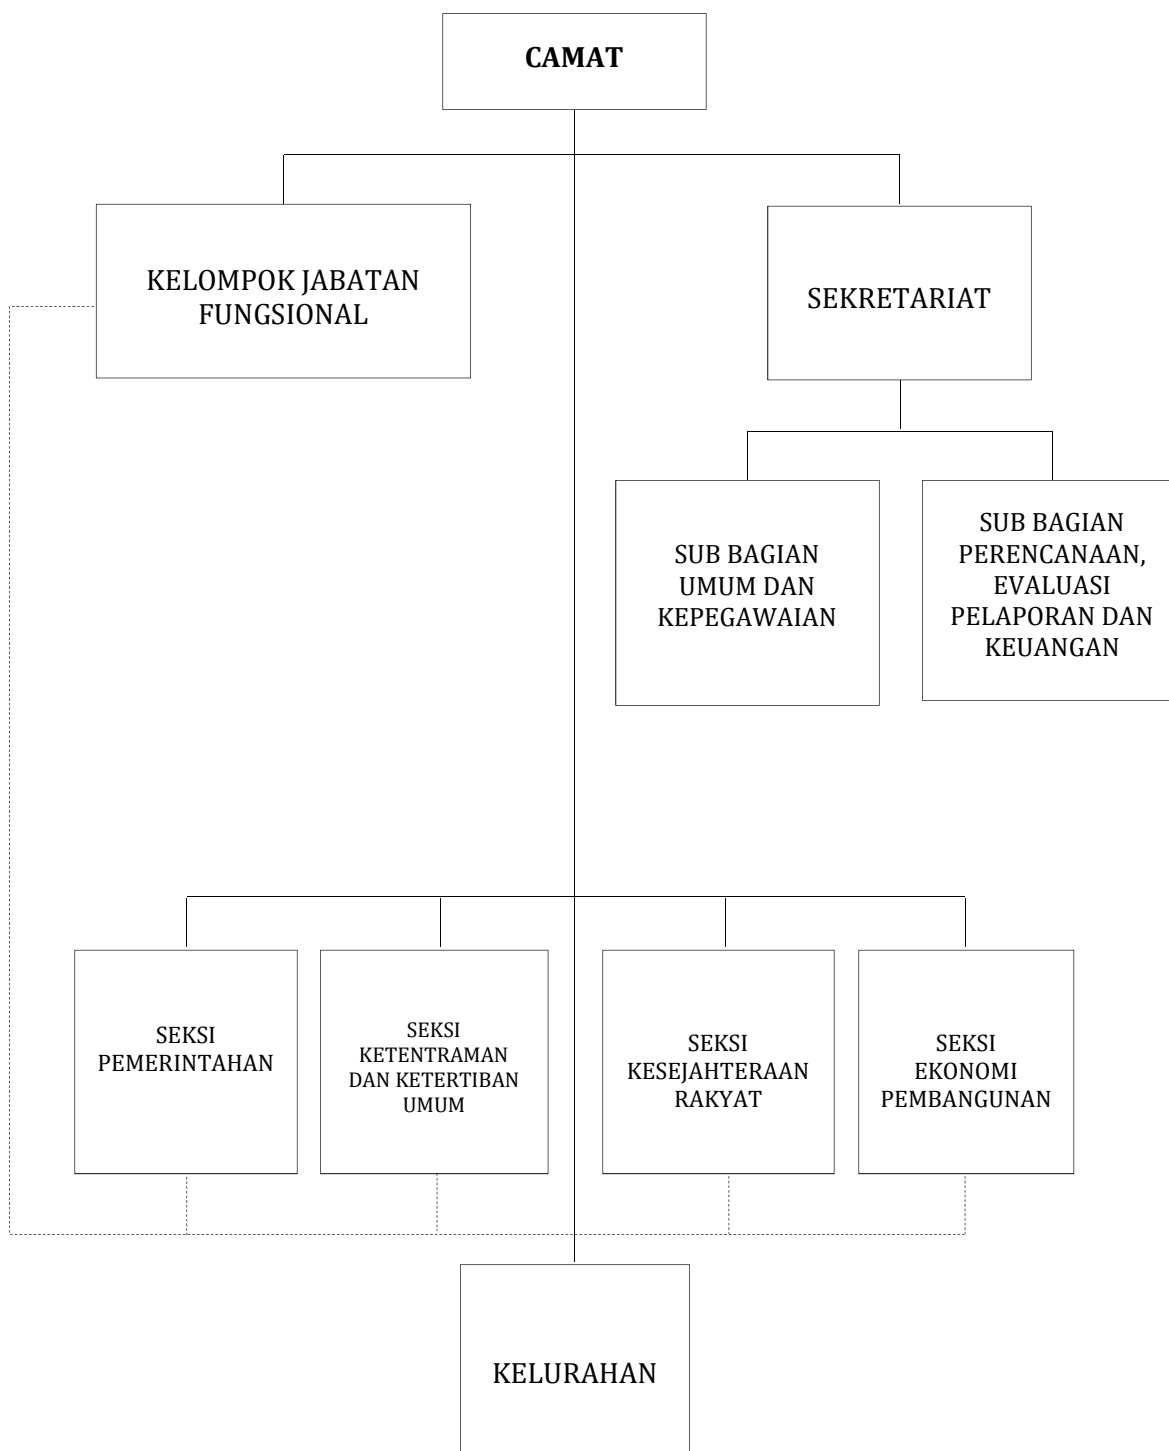 CAMAT
KELOMPOK JABATAN
FUNGSIONAL
SEKRETARIAT
SUB BAGIAN
UMUM DAN
KEPEGAWAIAN
SUB BAGIAN
PERENCANAAN,
EVALUASI
PELAPORAN DAN
KEUANGAN
SEKSI
PEMERINTAHAN
SEKSI
KETENTRAMAN
DAN KETERTIBAN
UMUM
SEKSI
KESEJAHTERAAN
RAKYAT
SEKSI
EKONOMI
PEMBANGUNAN
KELURAHAN